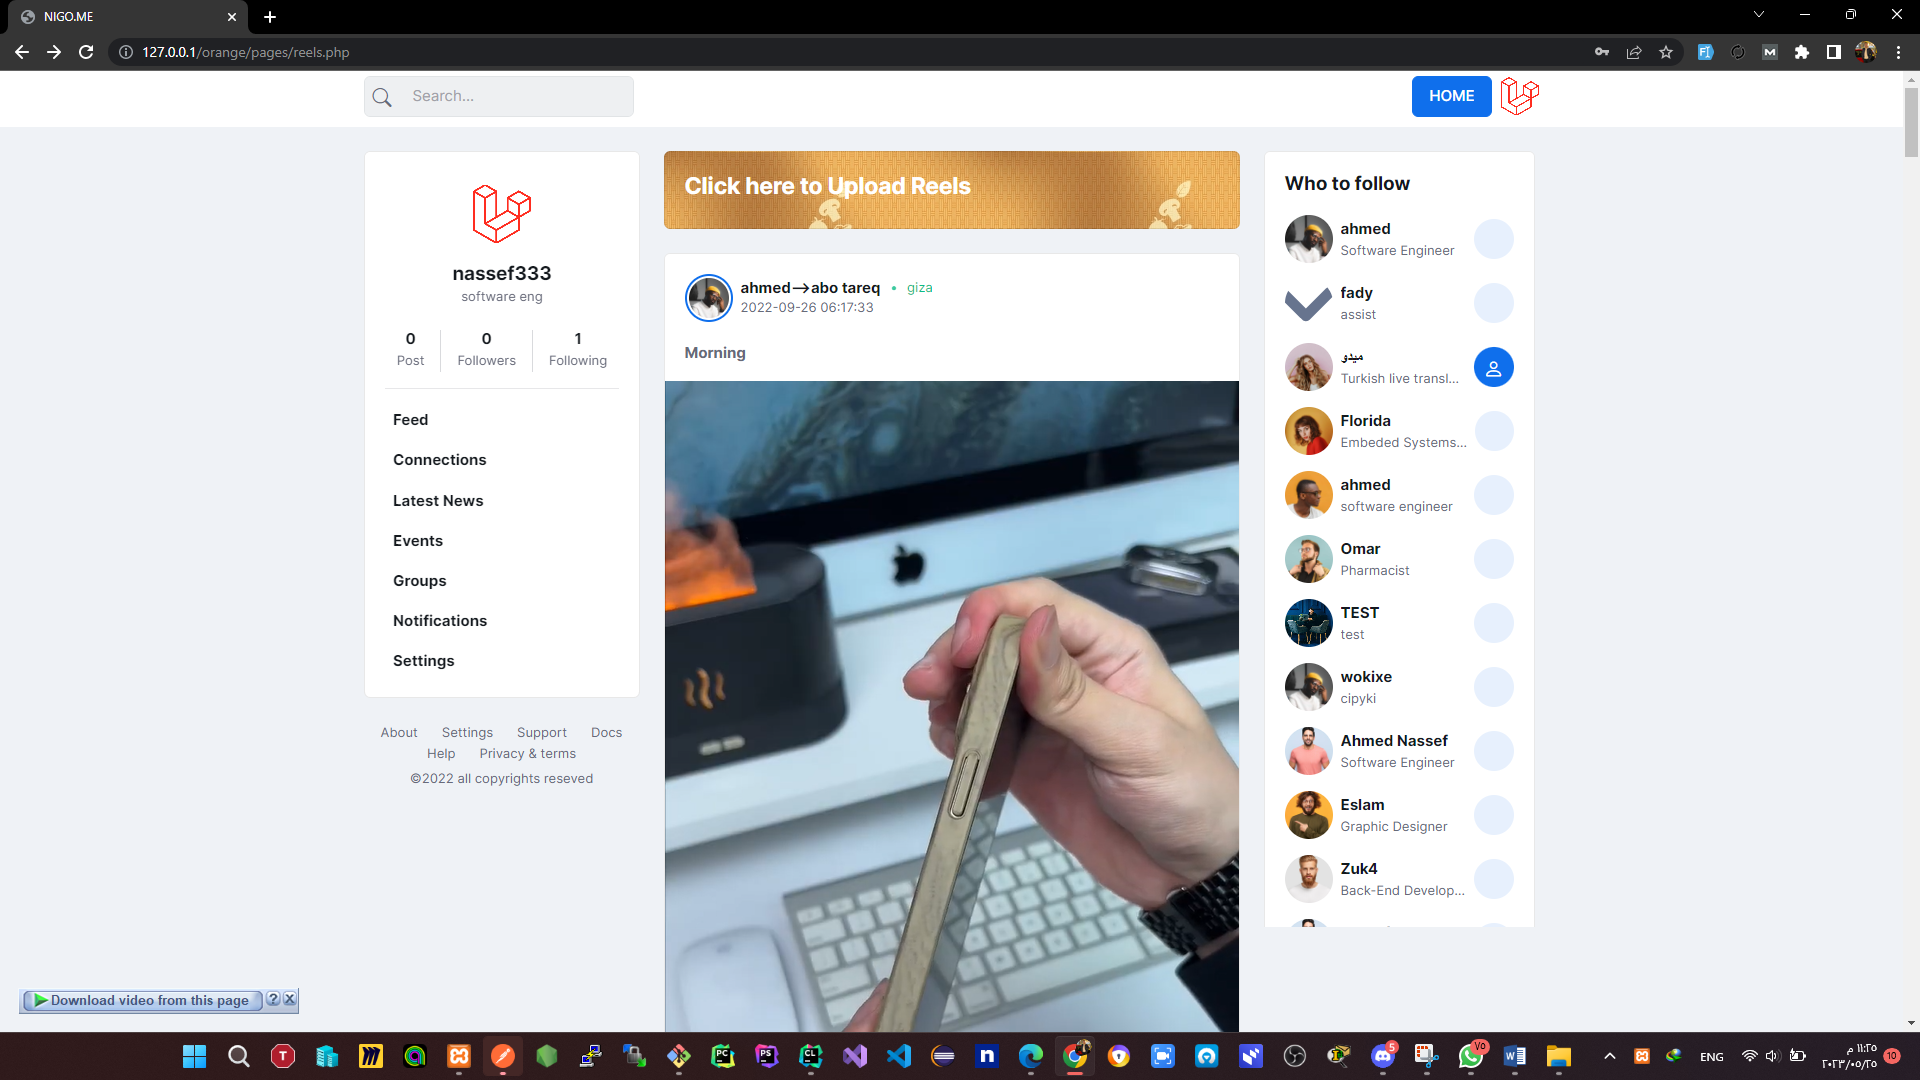 NIGO.ME
127.0.0.1/orange/pages/reels.php
Search...
HOME
nassef333
software eng
0
Post
0
Followers
1
Following
Feed
Connections
Latest News
Events
Groups
Notifications
Settings
About Settings Support Docs
Help Privacy & terms
©2022 all copyrights reseved
Click here to Upload Reels
ahmed→abo tareq • giza
2022-09-26 06:17:33
Morning
Who to follow
ahmed
Software Engineer
fady
assist
ميدو
Turkish live transl...
Florida
Embeded Systems...
ahmed
software engineer
Omar
Pharmacist
TEST
test
wokixe
cipyki
Ahmed Nassef
Software Engineer
Eslam
Graphic Designer
Zuk4
Back-End Develop...
Download video from this page
ENG
١١:٢٥ م
٢٠٢٣/٠٥/٢٥
10